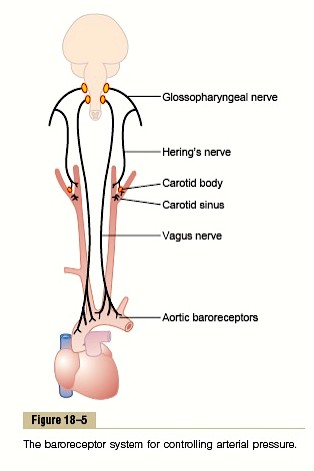 Glossopharyngeal nerve
Hering's nerve
Carotid body
Carotid sinus
Vagus nerve
Aortic baroreceptors
Figure 18–5
The baroreceptor system for controlling arterial pressure.